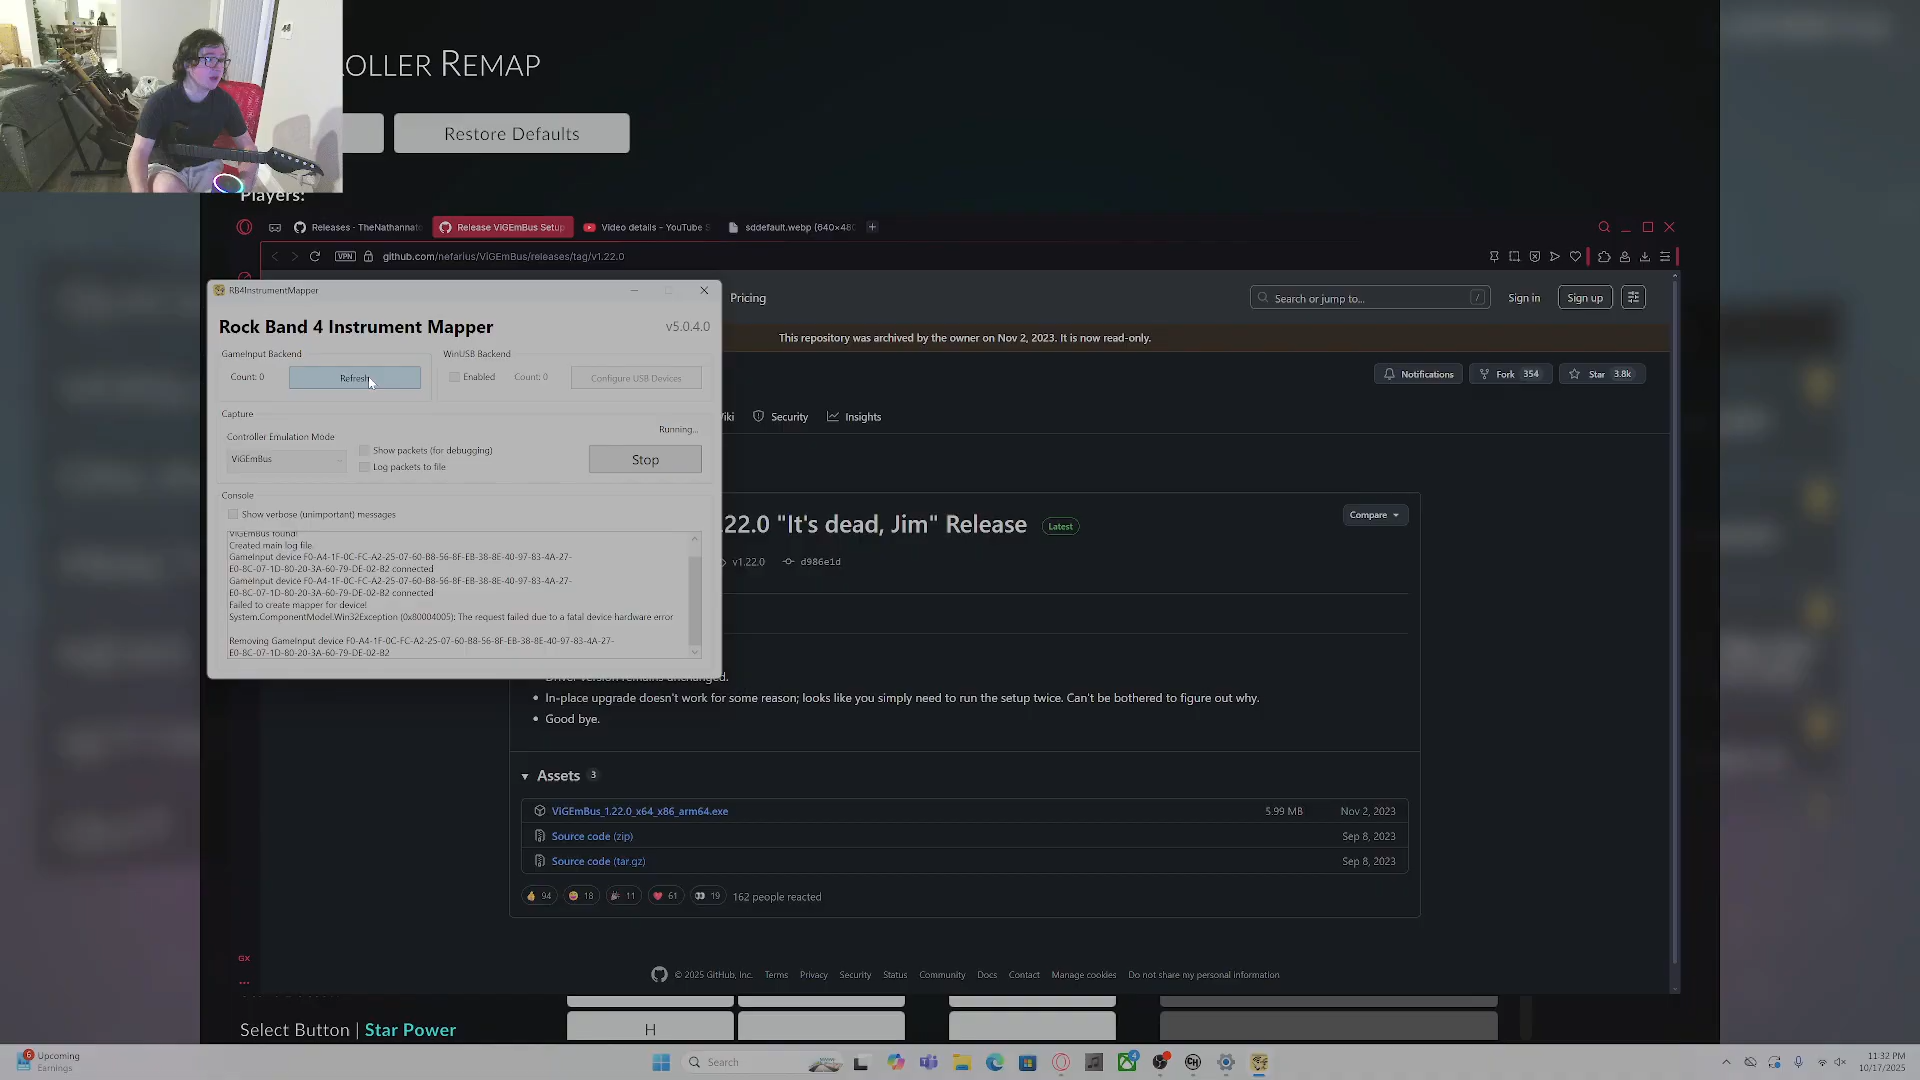 OLLER REMAP
Restore Defaults
Players:
Releases · TheNathannat
Release ViGEmBus Setup
Video details - YouTube S
sddefault.webp (640×480
VPN
github.com/nefarius/ViGEmBus/releases/tag/v1.22.0
RB4InstrumentMapper
Pricing
Search or jump to...
/
Sign in
Sign up
Rock Band 4 Instrument Mapper
v5.0.4.0
This repository was archived by the owner on Nov 2, 2023. It is now read-only.
GameInput Backend
WinUSB Backend
Count: 0
Refresh
Enabled
Count: 0
Configure USB Devices
Notifications
Fork 354
Star 3.8k
Capture
iki
Security
Insights
Running...
Controller Emulation Mode
ViGEmBus
Show packets (for debugging)
Log packets to file
Stop
Console
Show verbose (unimportant) messages
ViGEmBus found!
Created main log file.
GameInput device F0-A4-1F-0C-FC-A2-25-07-60-B8-56-8F-EB-38-8E-40-97-83-4A-27-
E0-8C-07-1D-80-20-3A-60-79-DE-02-B2 connected
GameInput device F0-A4-1F-0C-FC-A2-25-07-60-B8-56-8F-EB-38-8E-40-97-83-4A-27-
E0-8C-07-1D-80-20-3A-60-79-DE-02-B2 connected
Failed to create mapper for device!
System.ComponentModel.Win32Exception (0x80004005): The request failed due to a fatal device hardware error
Removing GameInput device F0-A4-1F-0C-FC-A2-25-07-60-B8-56-8F-EB-38-8E-40-97-83-4A-27-
E0-8C-07-1D-80-20-3A-60-79-DE-02-B2
.22.0 "It's dead, Jim" Release
Latest
Compare
v1.22.0
d986e1d
Driver version remains unchanged.
In-place upgrade doesn't work for some reason; looks like you simply need to run the setup twice. Can't be bothered to figure out why.
Good bye.
Assets 3
ViGEmBus_1.22.0_x64_x86_arm64.exe
5.99 MB
Nov 2, 2023
Source code (zip)
Sep 8, 2023
Source code (tar.gz)
Sep 8, 2023
94
18
11
61
19
162 people reacted
GX
© 2025 GitHub, Inc.
Terms
Privacy
Security
Status
Community
Docs
Contact
Manage cookies
Do not share my personal information
Select Button | Star Power
H
6
Upcoming
Earnings
Search
4
CH
11:32 PM
10/17/2025